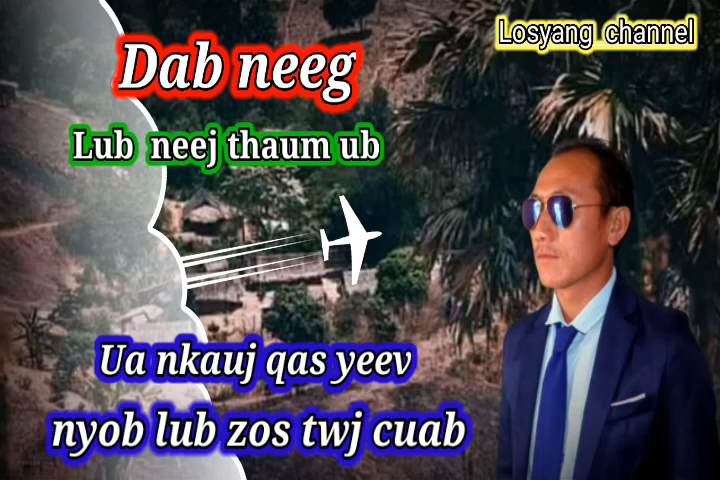 Losyang channel
Dab neeg
Lub neej thaum ub
Ua nkauj qas yeev
nyob lub zos twj cuab